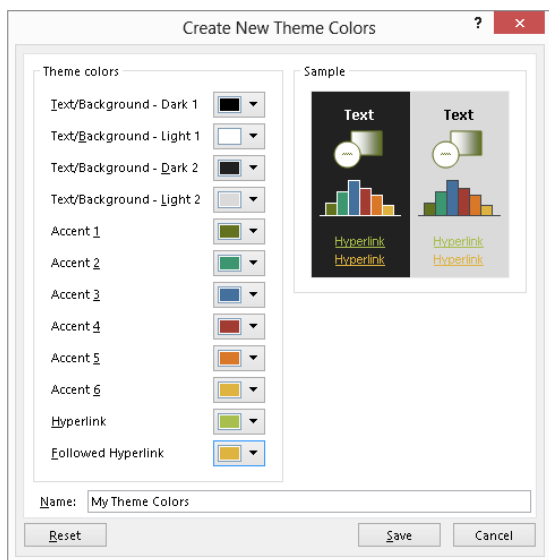 Create New Theme Colors
?
Theme colors
Text/Background - Dark 1
Text/Background - Light 1
Text/Background - Dark 2
Text/Background - Light 2
Accent 1
Accent 2
Accent 3
Accent 4
Accent 5
Accent 6
Hyperlink
Followed Hyperlink
Sample
Text Text
Hyperlink Hyperlink
Hyperlink Hyperlink
Name: My Theme Colors
Reset Save Cancel